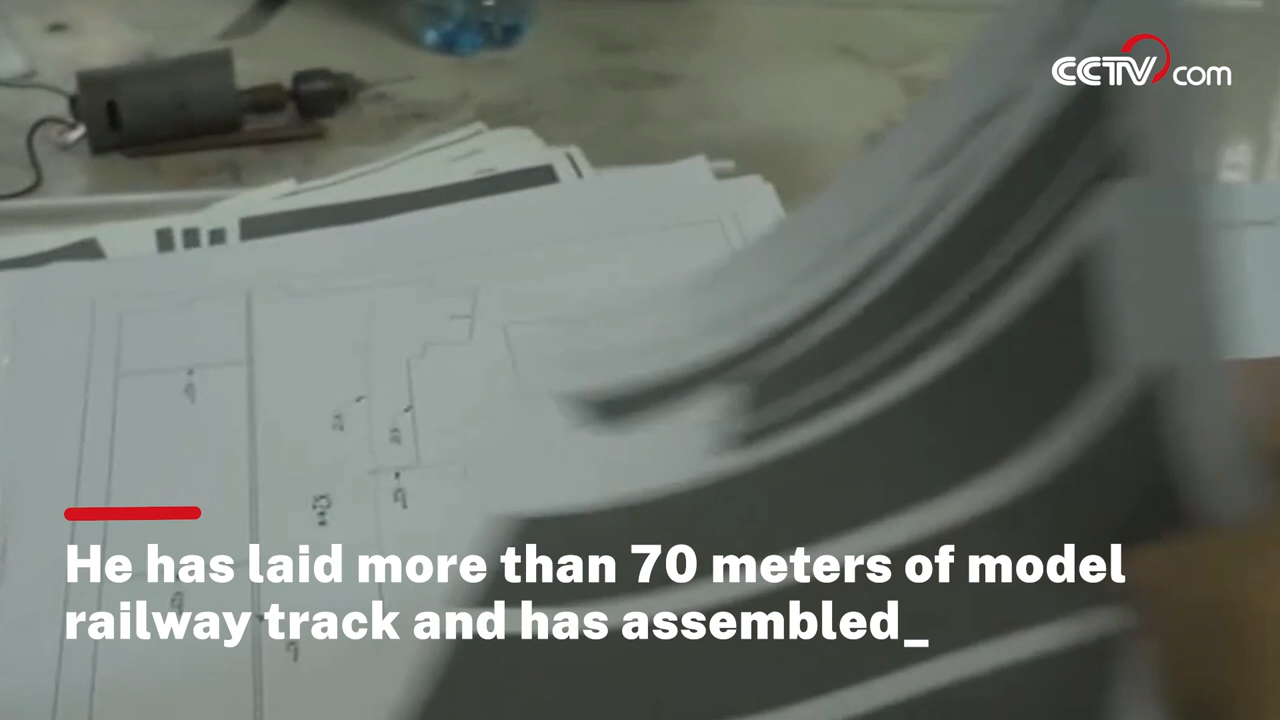 CCTV.com
He has laid more than 70 meters of model
railway track and has assembled_